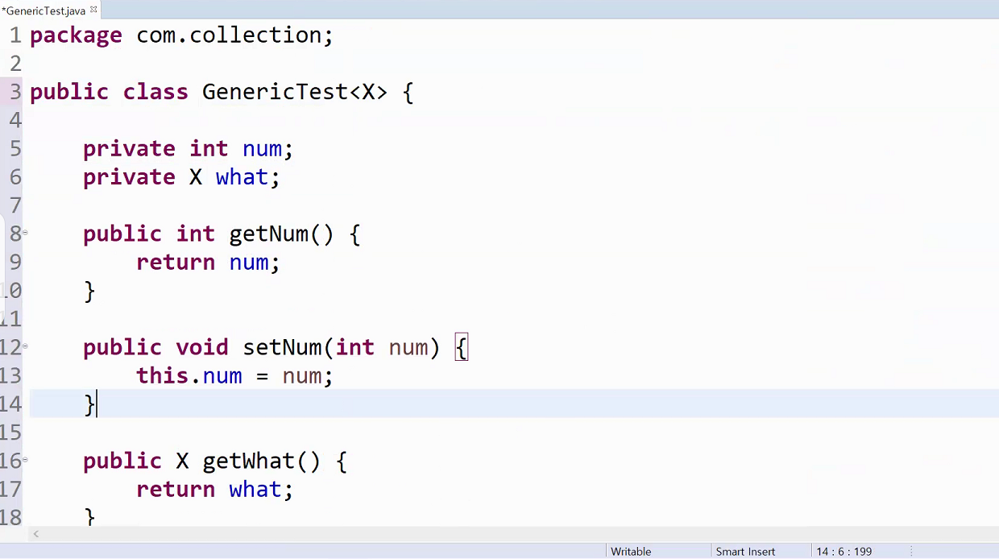 *GenericTest.java
1 package com.collection;
2
3 public class GenericTest<X> {
4
5 private int num;
6 private X what;
7
8 public int getNum() {
9 return num;
10 }
11
12 public void setNum(int num) {
13 this.num = num;
14 }
15
16 public X getWhat() {
17 return what;
18 }
Writable Smart Insert 14 : 6 : 199